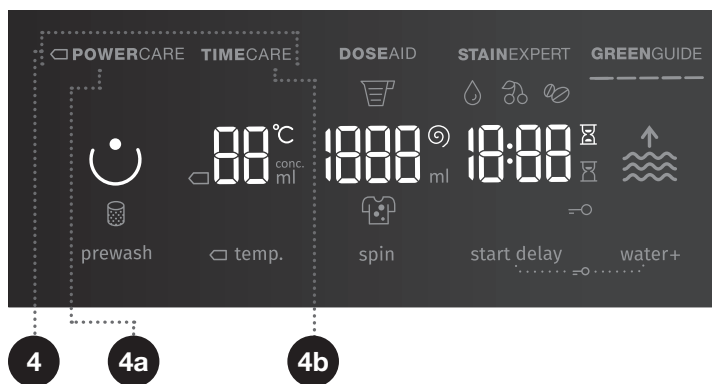 POWERCARE TIMECARE DOSEAID STAINEXPERT GREENGUIDE
88 °C conc. ml 1888 ml 18:88
prewash temp. spin start delay water+
4 4a 4b